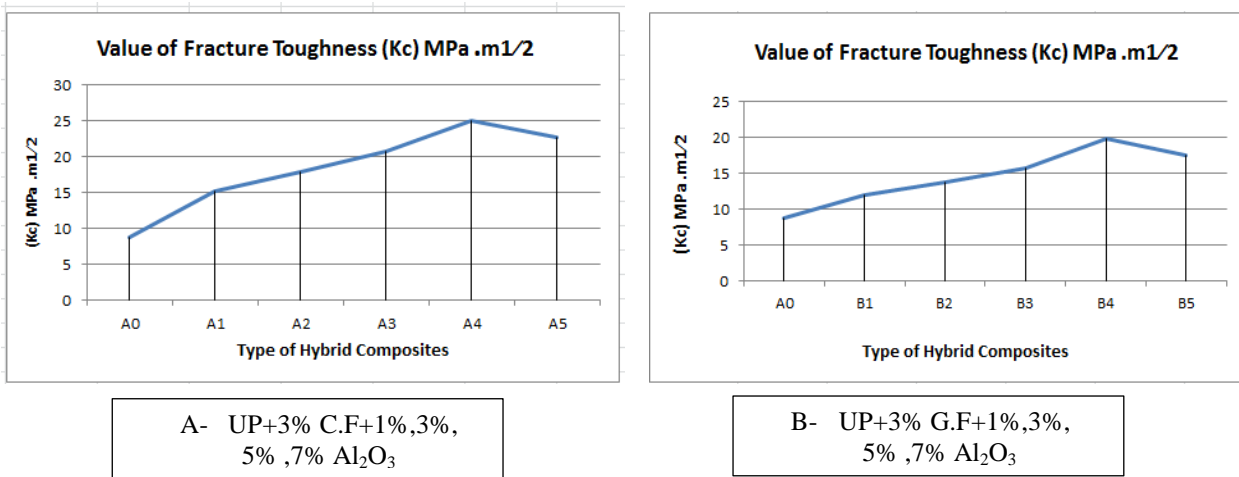 Value of Fracture Toughness (Kc) MPa .m1/2
(Kc) MPa .m1/2
30
25
20
15
10
5
0
A0 A1 A2 A3 A4 A5
Type of Hybrid Composites
A- UP+3% C.F+1%,3%,
5% ,7% Al₂O₃
Value of Fracture Toughness (Kc) MPa .m1/2
(Kc) MPa .m1/2
25
20
15
10
5
0
A0 B1 B2 B3 B4 B5
Type of Hybrid Composites
B- UP+3% G.F+1%,3%,
5% ,7% Al₂O₃